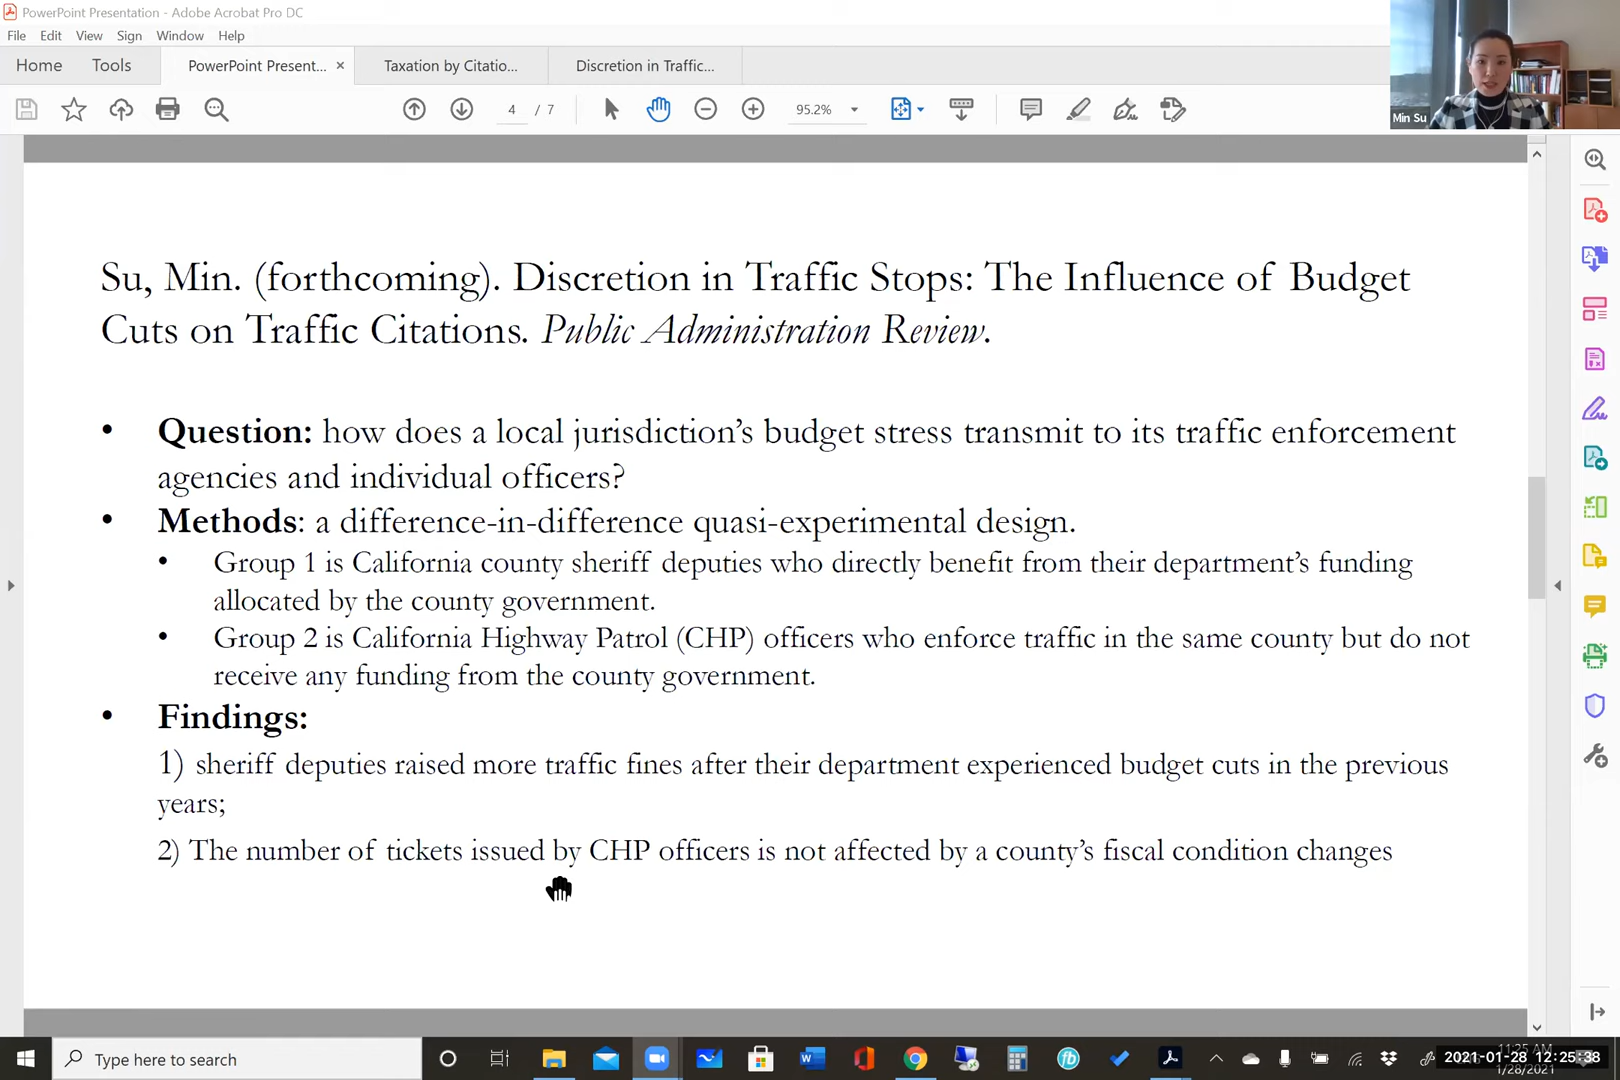 PowerPoint Presentation - Adobe Acrobat Pro DC
File Edit View Sign Window Help
Home Tools PowerPoint Present... × Taxation by Citatio... Discretion in Traffic...
4 / 7 95.2%
Min Su
Su, Min. (forthcoming). Discretion in Traffic Stops: The Influence of Budget
Cuts on Traffic Citations. Public Administration Review.
• Question: how does a local jurisdiction's budget stress transmit to its traffic enforcement
agencies and individual officers?
• Methods: a difference-in-difference quasi-experimental design.
• Group 1 is California county sheriff deputies who directly benefit from their department's funding
allocated by the county government.
• Group 2 is California Highway Patrol (CHP) officers who enforce traffic in the same county but do not
receive any funding from the county government.
• Findings:
1) sheriff deputies raised more traffic fines after their department experienced budget cuts in the previous
years;
2) The number of tickets issued by CHP officers is not affected by a county's fiscal condition changes
Type here to search
11:25 AM
2021-01-28 12:25:38
1/28/2021